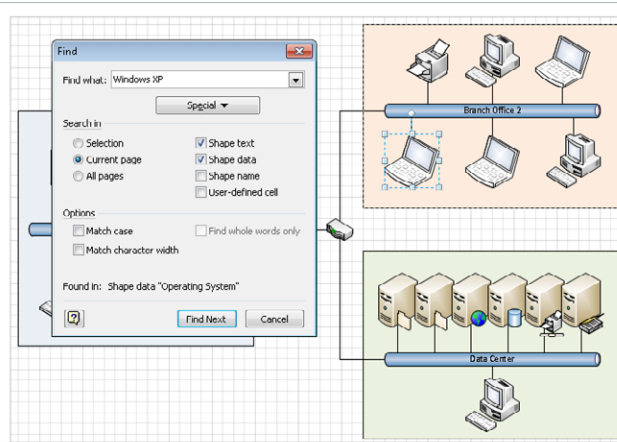 Find
Find what: Windows XP
Special
Search in
Selection
Current page
All pages
Shape text
Shape data
Shape name
User-defined cell
Options
Match case
Match character width
Find whole words only
Found in: Shape data "Operating System"
Find Next
Cancel
Branch Office 2
Data Center